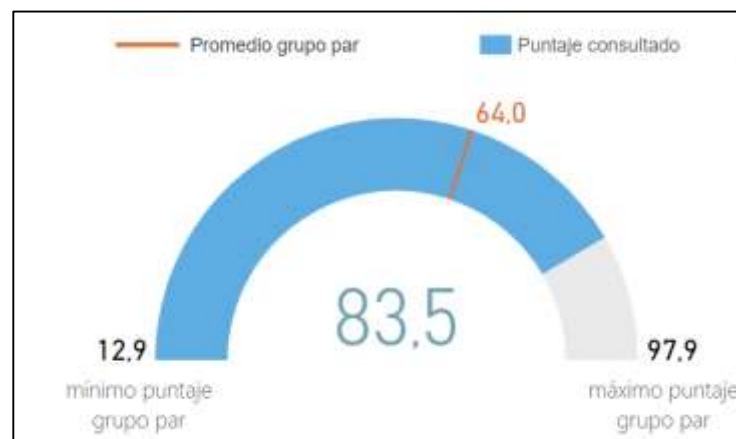 Promedio grupo par
Puntaje consultado
64,0
83,5
12,9
97,9
mínimo puntaje
grupo par
máximo puntaje
grupo par